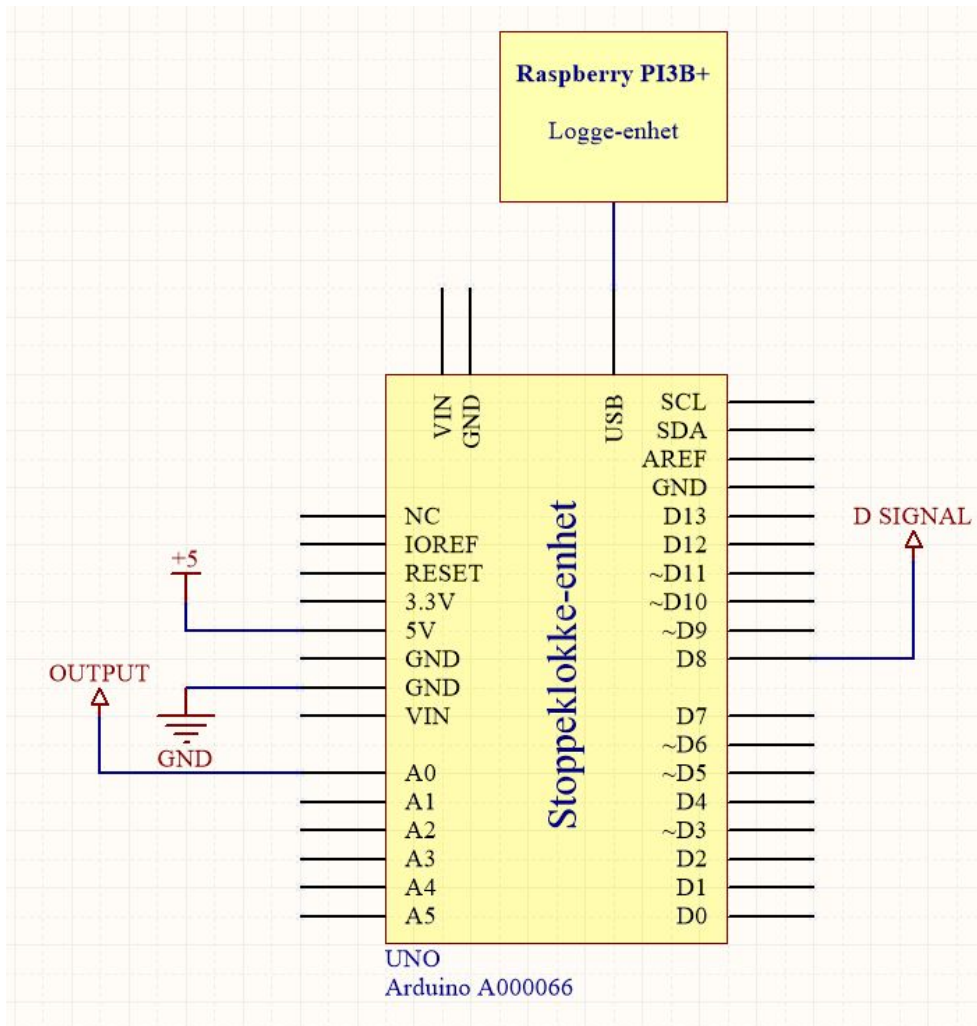 Raspberry PI3B+
Logge-enhet
VIN
GND
USB
SCL
SDA
AREF
GND
D13
D12
~D11
~D10
~D9
D8
D7
~D6
~D5
D4
~D3
D2
D1
D0
D SIGNAL
Stoppeklokke-enhet
NC
IOREF
RESET
3.3V
5V
GND
GND
VIN
A0
A1
A2
A3
A4
A5
+5
OUTPUT
GND
UNO
Arduino A000066